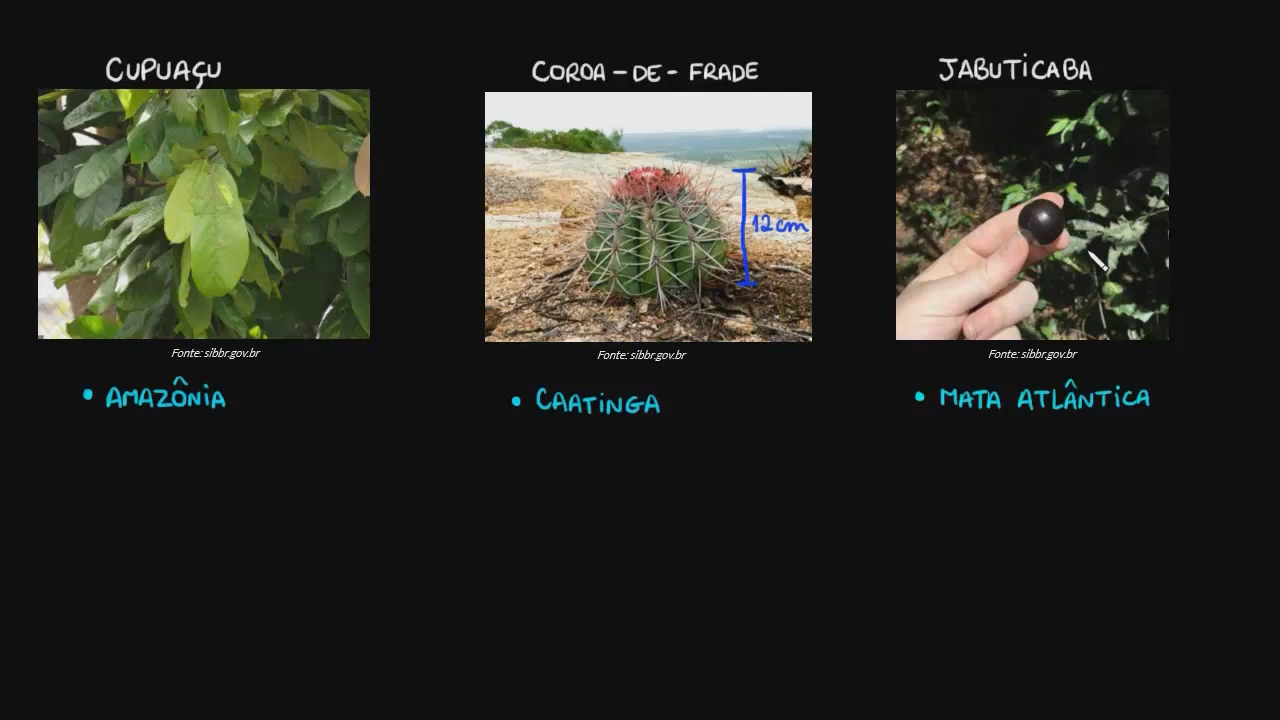 CUPUAÇU
COROA-DE-FRADE
JABUTICABA
12cm
Fonte: sibbr.gov.br
Fonte: sibbr.gov.br
Fonte: sibbr.gov.br
• AMAZÔNIA
• CAATINGA
• MATA ATLÂNTICA